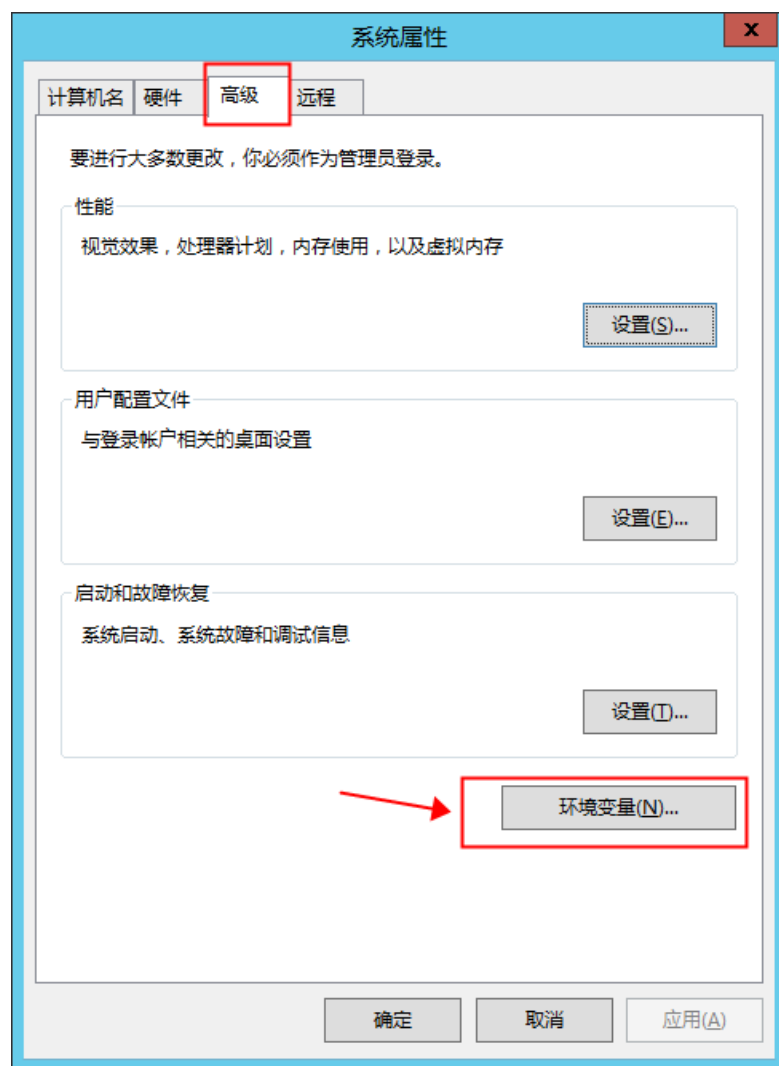 系统属性
x
计算机名 硬件 高级 远程
要进行大多数更改，你必须作为管理员登录。
性能
视觉效果，处理器计划，内存使用，以及虚拟内存
设置(S)...
用户配置文件
与登录帐户相关的桌面设置
设置(E)...
启动和故障恢复
系统启动、系统故障和调试信息
设置(T)...
环境变量(N)...
确定 取消 应用(A)